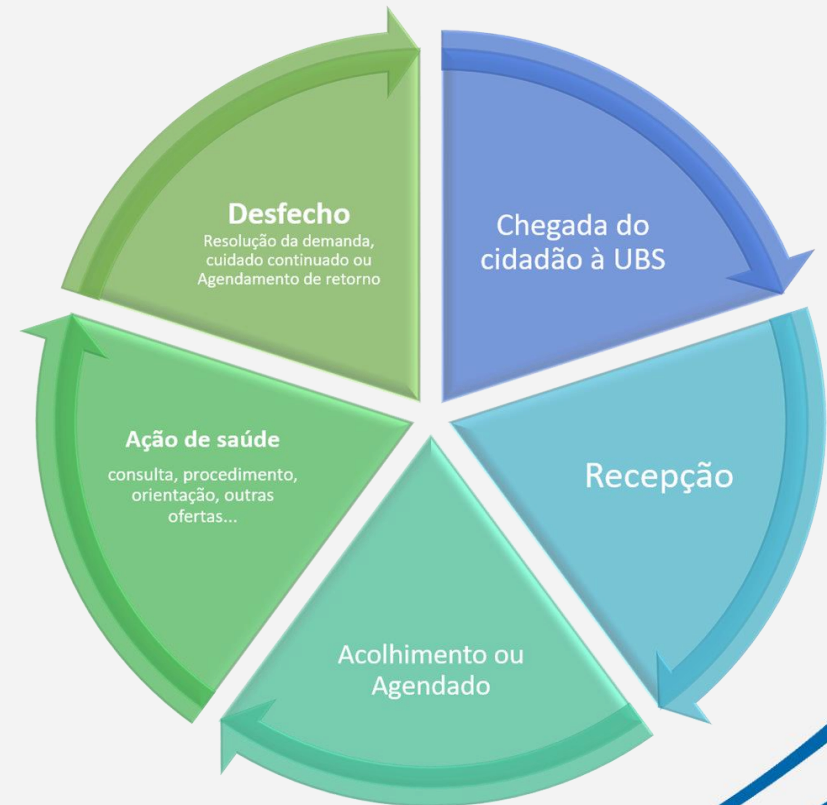 Chegada do
cidadão à UBS
Recepção
Acolhimento ou
Agendado
Ação de saúde
consulta, procedimento,
orientação, outras
ofertas...
Desfecho
Resolução da demanda,
cuidado continuado ou
Agendamento de retorno